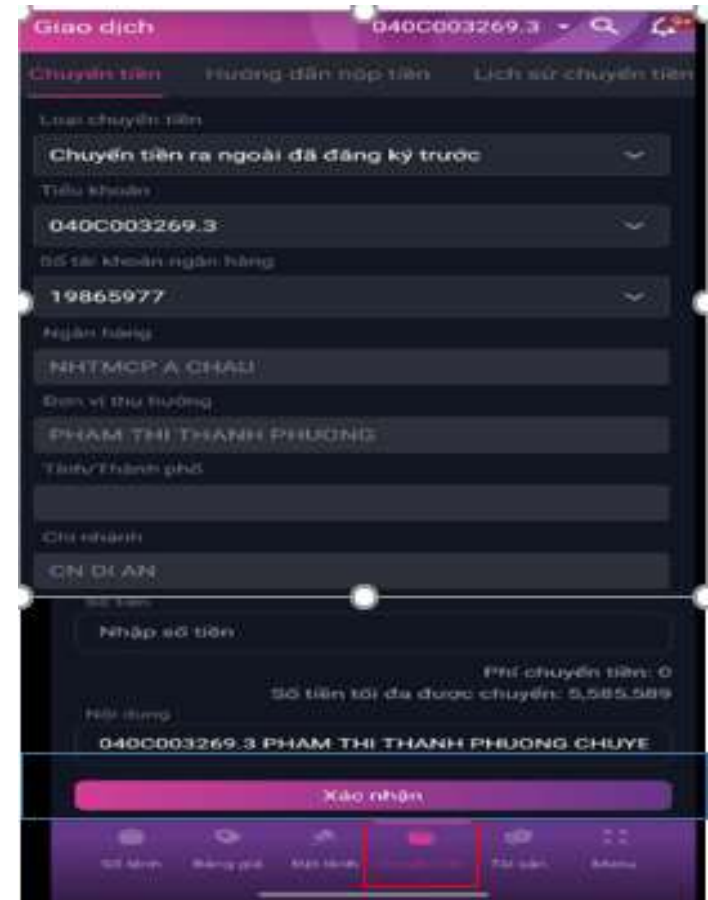 Giao dịch 040C003269.3
Chuyển tiền Hướng dẫn nộp tiền Lịch sử chuyển tiền
Loại chuyển tiền
Chuyển tiền ra ngoài đã đăng ký trước
Tiểu khoản
040C003269.3
Số tài khoản ngân hàng
19865977
Ngân hàng
NHTMCP A CHAU
Đơn vị thụ hưởng
PHAM THI THANH PHUONG
Tỉnh/Thành phố
Chi nhánh
CN DI AN
Số tiền
Nhập số tiền
Phí chuyển tiền: 0
Số tiền tối đa được chuyển: 5,585,589
Nội dung
040C003269.3 PHAM THI THANH PHUONG CHUYE
Xác nhận
Sổ lệnh Bảng giá Đặt lệnh Chuyển tiền Tài sản Menu